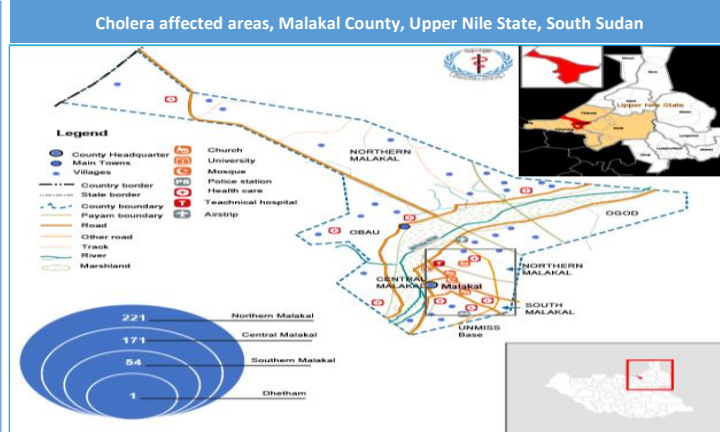 Cholera affected areas, Malakal County, Upper Nile State, South Sudan
Legend
County Headquarter
Main Towns
Villages
Country border
State border
County boundary
Payam boundary
Road
Other road
Track
River
Marshland
Church
University
Mosque
PS
Police station
Health care
T
Teachnical hospital
Airstrip
NORTHERN
MALAKAL
OBAU
OGOD
CENTRAL
MALAKAL
Malakal
NORTHERN
MALAKAL
SOUTH
MALAKAL
UNMISS
Base
Upper Nile State
221
Northern Malakal
171
Central Malakal
54
Southern Malakal
1
Dhetham